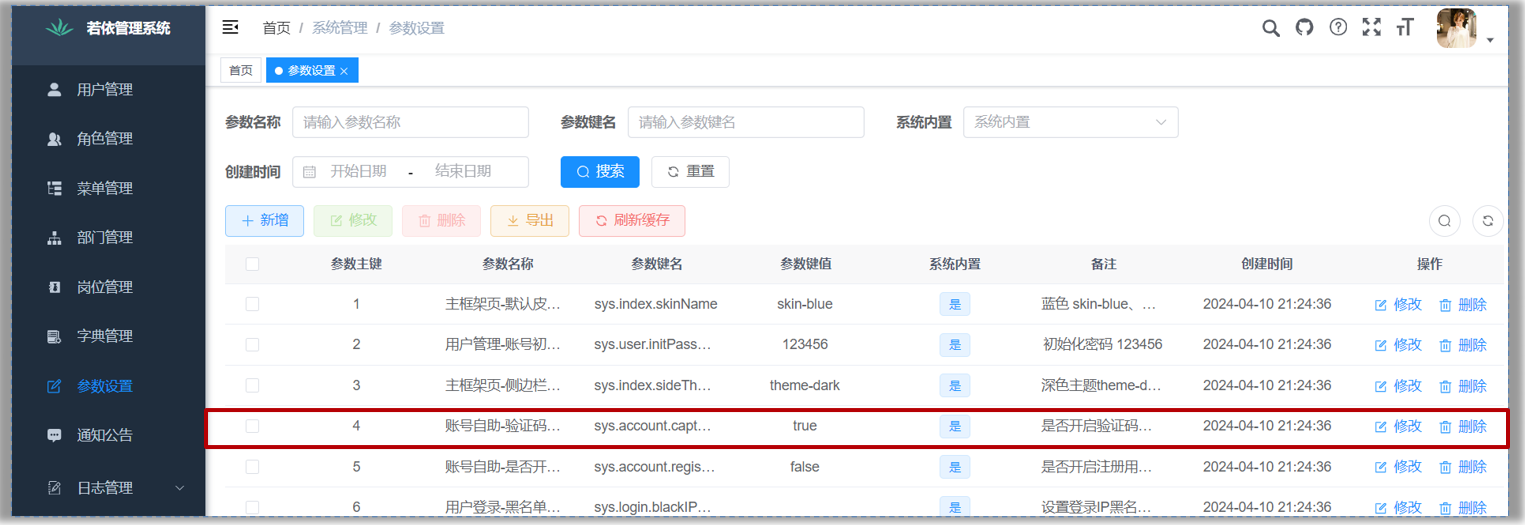 若依管理系统
首页 / 系统管理 / 参数设置
用户管理
角色管理
菜单管理
部门管理
岗位管理
字典管理
参数设置
通知公告
日志管理
首页 参数设置
参数名称 请输入参数名称 参数键名 请输入参数键名 系统内置 系统内置
创建时间 开始日期 - 结束日期 搜索 重置
新增 修改 删除 导出 刷新缓存
参数主键 参数名称 参数键名 参数键值 系统内置 备注 创建时间 操作
1 主框架页-默认皮... sys.index.skinName skin-blue 是 蓝色 skin-blue、... 2024-04-10 21:24:36 修改 删除
2 用户管理-账号初... sys.user.initPass... 123456 是 初始化密码 123456 2024-04-10 21:24:36 修改 删除
3 主框架页-侧边栏... sys.index.sideTh... theme-dark 是 深色主题theme-d... 2024-04-10 21:24:36 修改 删除
4 账号自助-验证码... sys.account.capt... true 是 是否开启验证码... 2024-04-10 21:24:36 修改 删除
5 账号自助-是否开... sys.account.regis... false 是 是否开启注册用... 2024-04-10 21:24:36 修改 删除
6 用户登录-黑名单... sys.login.blackIP... 是 设置登录IP黑名... 2024-04-10 21:24:36 修改 删除